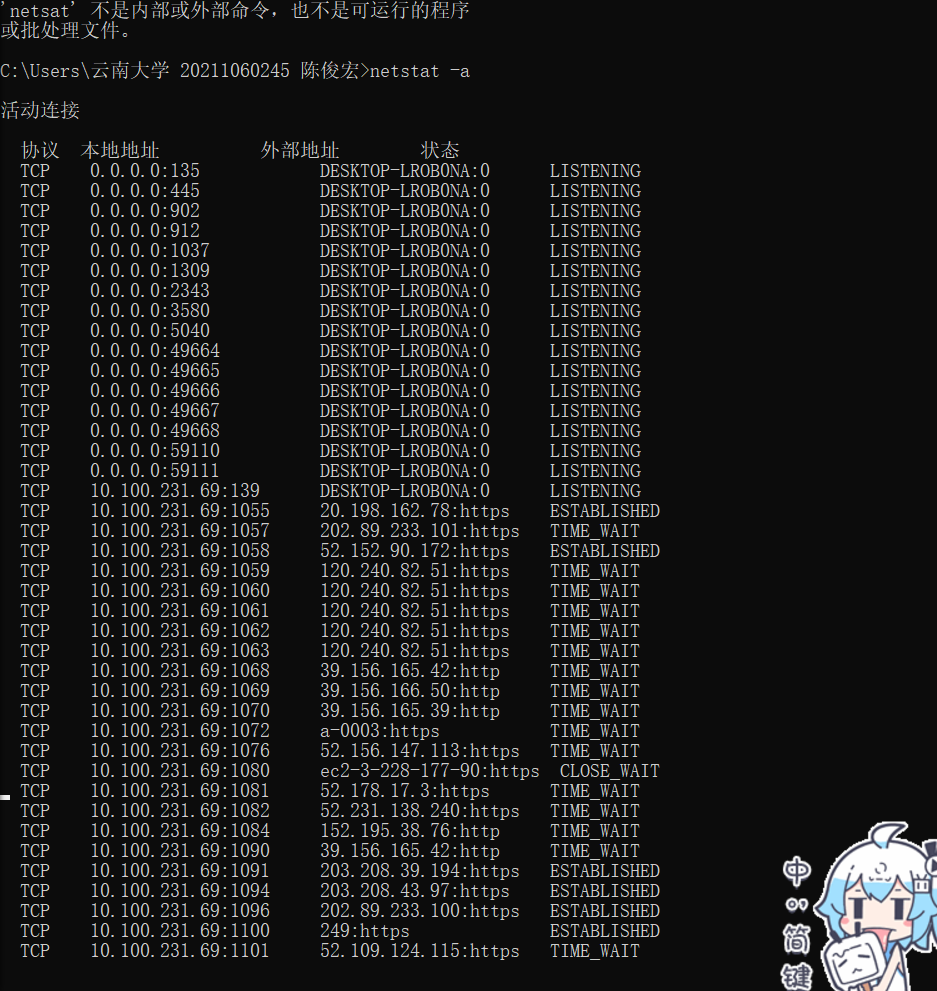 'netsat' 不是内部或外部命令，也不是可运行的程序
或批处理文件。
C:\Users\云南大学 20211060245 陈俊宏>netstat -a
活动连接
协议 本地地址 外部地址 状态
TCP 0.0.0.0:135 DESKTOP-LROB0NA:0 LISTENING
TCP 0.0.0.0:445 DESKTOP-LROB0NA:0 LISTENING
TCP 0.0.0.0:902 DESKTOP-LROB0NA:0 LISTENING
TCP 0.0.0.0:912 DESKTOP-LROB0NA:0 LISTENING
TCP 0.0.0.0:1037 DESKTOP-LROB0NA:0 LISTENING
TCP 0.0.0.0:1309 DESKTOP-LROB0NA:0 LISTENING
TCP 0.0.0.0:2343 DESKTOP-LROB0NA:0 LISTENING
TCP 0.0.0.0:3580 DESKTOP-LROB0NA:0 LISTENING
TCP 0.0.0.0:5040 DESKTOP-LROB0NA:0 LISTENING
TCP 0.0.0.0:49664 DESKTOP-LROB0NA:0 LISTENING
TCP 0.0.0.0:49665 DESKTOP-LROB0NA:0 LISTENING
TCP 0.0.0.0:49666 DESKTOP-LROB0NA:0 LISTENING
TCP 0.0.0.0:49667 DESKTOP-LROB0NA:0 LISTENING
TCP 0.0.0.0:49668 DESKTOP-LROB0NA:0 LISTENING
TCP 0.0.0.0:59110 DESKTOP-LROB0NA:0 LISTENING
TCP 0.0.0.0:59111 DESKTOP-LROB0NA:0 LISTENING
TCP 10.100.231.69:139 DESKTOP-LROB0NA:0 LISTENING
TCP 10.100.231.69:1055 20.198.162.78:https ESTABLISHED
TCP 10.100.231.69:1057 202.89.233.101:https TIME_WAIT
TCP 10.100.231.69:1058 52.152.90.172:https ESTABLISHED
TCP 10.100.231.69:1059 120.240.82.51:https TIME_WAIT
TCP 10.100.231.69:1060 120.240.82.51:https TIME_WAIT
TCP 10.100.231.69:1061 120.240.82.51:https TIME_WAIT
TCP 10.100.231.69:1062 120.240.82.51:https TIME_WAIT
TCP 10.100.231.69:1063 120.240.82.51:https TIME_WAIT
TCP 10.100.231.69:1068 39.156.165.42:http TIME_WAIT
TCP 10.100.231.69:1069 39.156.166.50:http TIME_WAIT
TCP 10.100.231.69:1070 39.156.165.39:http TIME_WAIT
TCP 10.100.231.69:1072 a-0003:https TIME_WAIT
TCP 10.100.231.69:1076 52.156.147.113:https TIME_WAIT
TCP 10.100.231.69:1080 ec2-3-228-177-90:https CLOSE_WAIT
TCP 10.100.231.69:1081 52.178.17.3:https TIME_WAIT
TCP 10.100.231.69:1082 52.231.138.240:https TIME_WAIT
TCP 10.100.231.69:1084 152.195.38.76:http TIME_WAIT
TCP 10.100.231.69:1090 39.156.165.42:http TIME_WAIT
TCP 10.100.231.69:1091 203.208.39.194:https ESTABLISHED
TCP 10.100.231.69:1094 203.208.43.97:https ESTABLISHED
TCP 10.100.231.69:1096 202.89.233.100:https ESTABLISHED
TCP 10.100.231.69:1100 249:https ESTABLISHED
TCP 10.100.231.69:1101 52.109.124.115:https TIME_WAIT
中
简
键